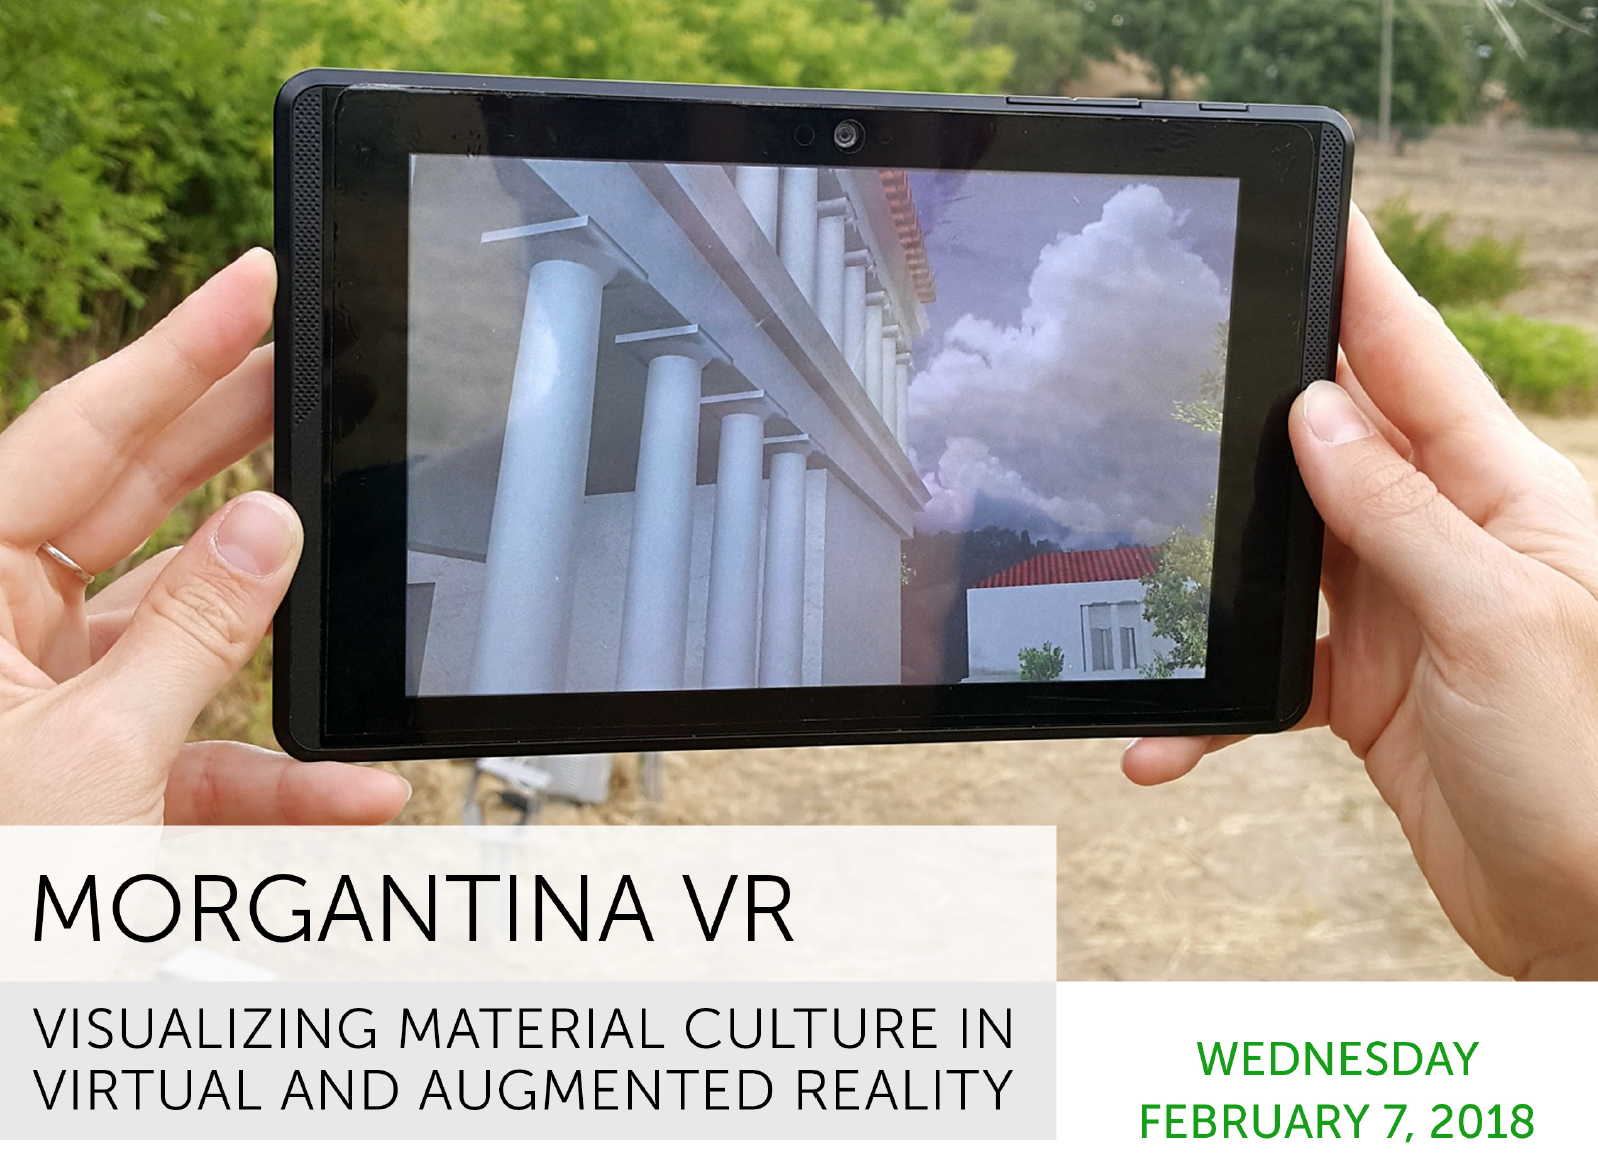 MORGANTINA VR
VISUALIZING MATERIAL CULTURE IN
VIRTUAL AND AUGMENTED REALITY
WEDNESDAY
FEBRUARY 7, 2018